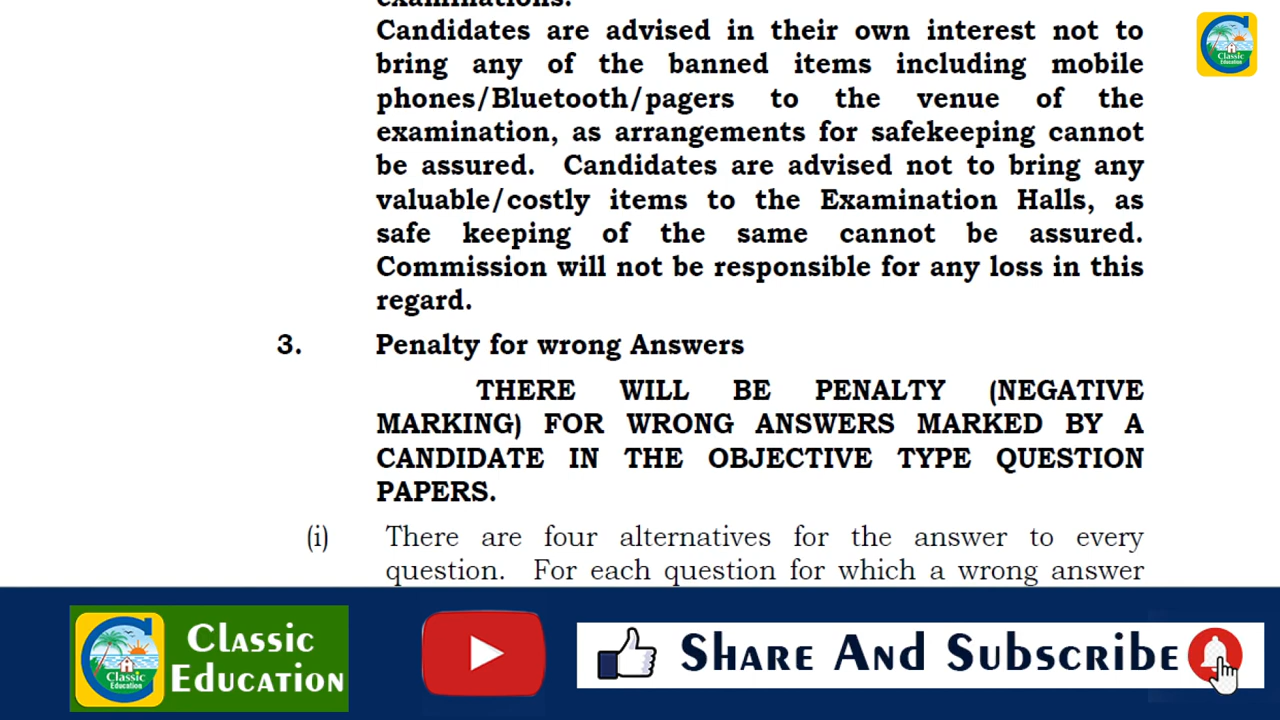 examinations.
Candidates are advised in their own interest not to
bring any of the banned items including mobile
phones/Bluetooth/pagers to the venue of the
examination, as arrangements for safekeeping cannot
be assured. Candidates are advised not to bring any
valuable/costly items to the Examination Halls, as
safe keeping of the same cannot be assured.
Commission will not be responsible for any loss in this
regard.
3. Penalty for wrong Answers
THERE WILL BE PENALTY (NEGATIVE
MARKING) FOR WRONG ANSWERS MARKED BY A
CANDIDATE IN THE OBJECTIVE TYPE QUESTION
PAPERS.
(i) There are four alternatives for the answer to every
question. For each question for which a wrong answer
Classic
Education
Classic
Education
Classic
Education
Share And Subscribe